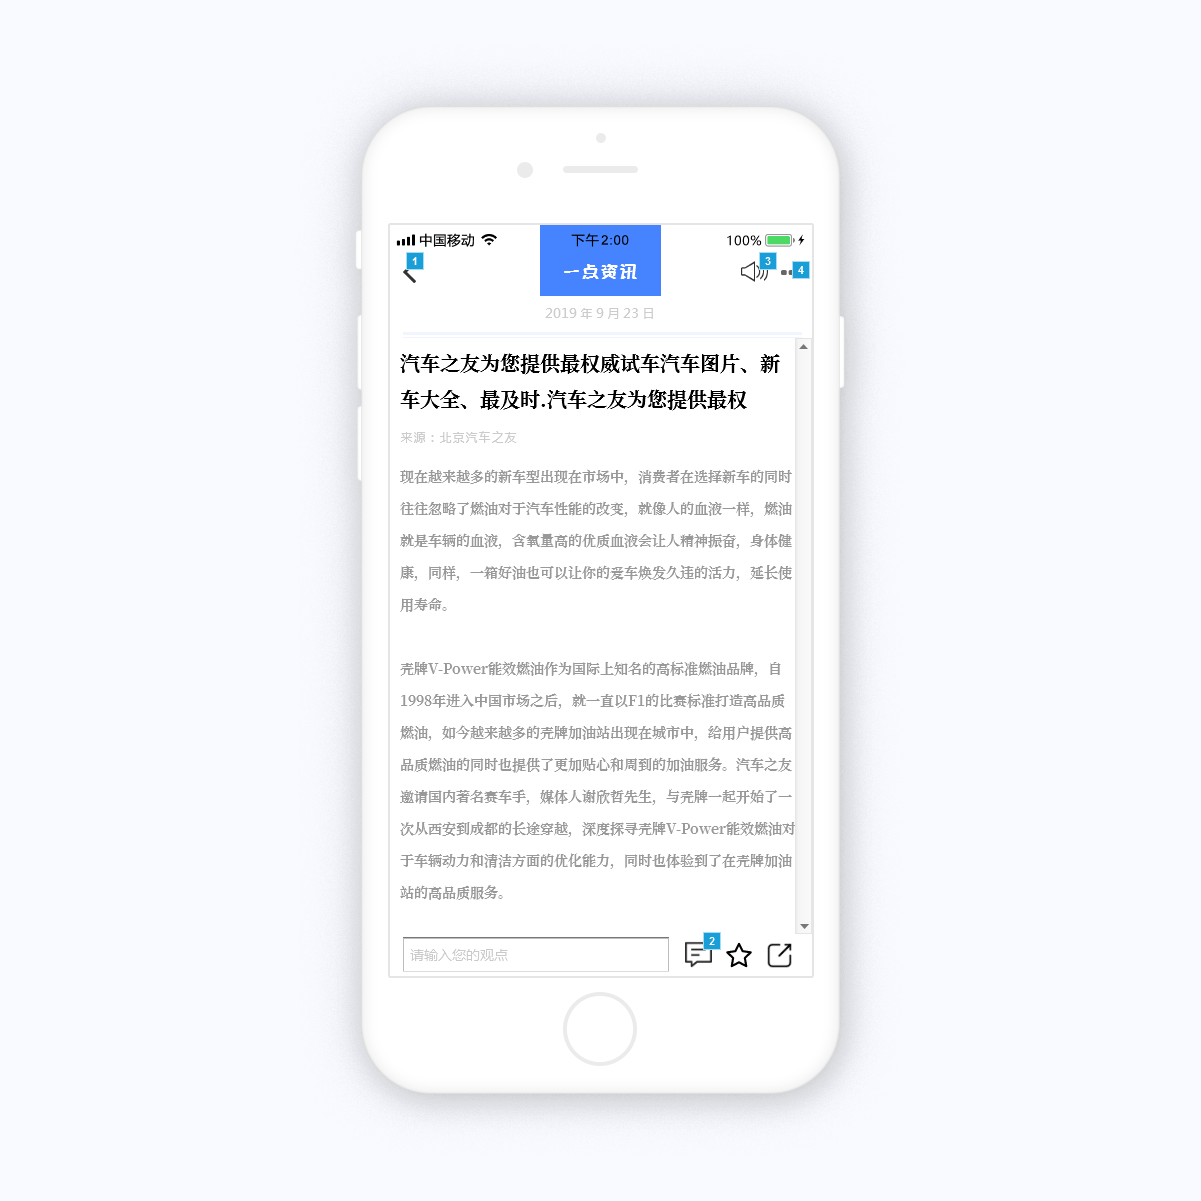 中国移动
下午2:00
100%
1
一点资讯
3
4
2019 年 9 月 23 日
汽车之友为您提供最权威试车汽车图片、新
车大全、最及时.汽车之友为您提供最权
来源：北京汽车之友
现在越来越多的新车型出现在市场中，消费者在选择新车的同时
往往忽略了燃油对于汽车性能的改变，就像人的血液一样，燃油
就是车辆的血液，含氧量高的优质血液会让人精神振奋，身体健
康，同样，一箱好油也可以让你的爱车焕发久违的活力，延长使
用寿命。
壳牌V-Power能效燃油作为国际上知名的高标准燃油品牌，自
1998年进入中国市场之后，就一直以F1的比赛标准打造高品质
燃油，如今越来越多的壳牌加油站出现在城市中，给用户提供高
品质燃油的同时也提供了更加贴心和周到的加油服务。汽车之友
邀请国内著名赛车手，媒体人谢欣哲先生，与壳牌一起开始了一
次从西安到成都的长途穿越，深度探寻壳牌V-Power能效燃油对
于车辆动力和清洁方面的优化能力，同时也体验到了在壳牌加油
站的高品质服务。
请输入您的观点
2